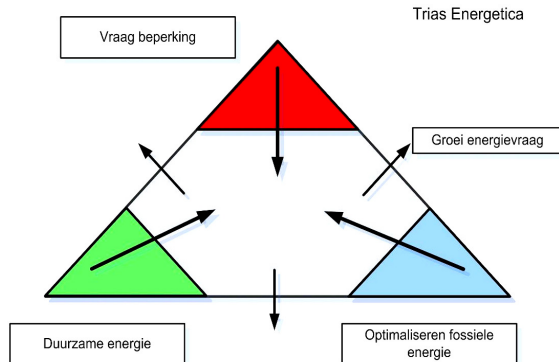 Trias Energetica
Vraag beperking
Groei energievraag
Duurzame energie
Optimaliseren fossiele
energie